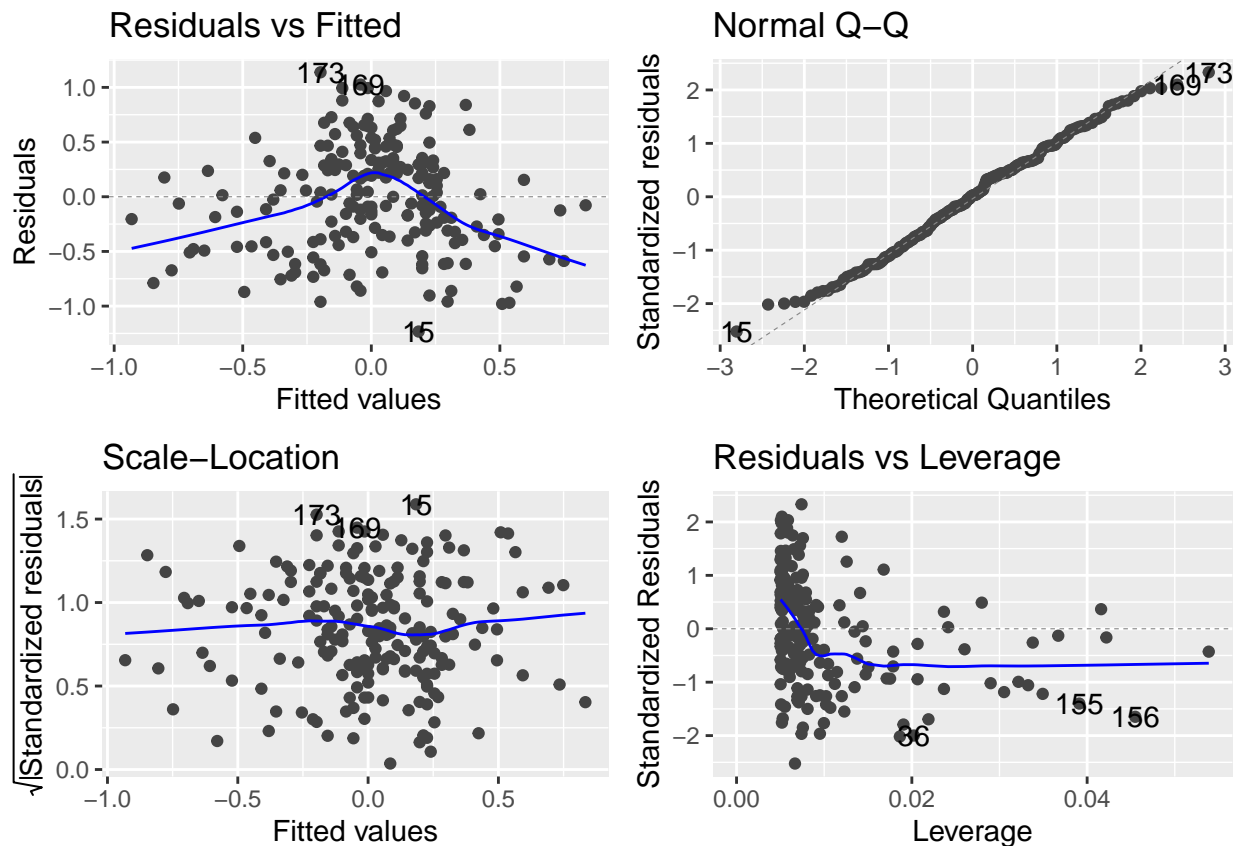 Residuals vs Fitted
1.0
0.5
0.0
−0.5
−1.0
Residuals
173
169
15
−1.0 −0.5 0.0 0.5
Fitted values
Normal Q−Q
2
1
0
−1
−2
Standardized residuals
173
169
15
−3 −2 −1 0 1 2 3
Theoretical Quantiles
Scale−Location
1.5
1.0
0.5
0.0
√|Standardized residuals|
173
169
15
−1.0 −0.5 0.0 0.5
Fitted values
Residuals vs Leverage
2
1
0
−1
−2
Standardized Residuals
155
156
36
0.00 0.02 0.04
Leverage